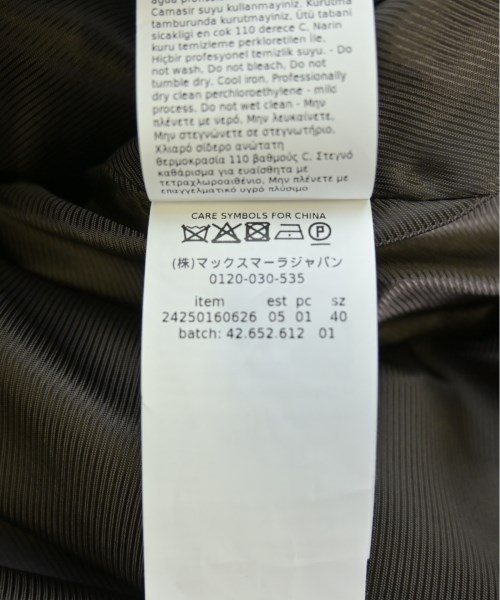 Camasir suyu kullanmayiniz, Kurutma
tamburunda kurutmayiniz, Ütü tabani
sicakligi en cok 110 derece C, Narin
kuru temizleme perkloretilen ile,
Hiçbir profesyonel temizlik suyu. - Do
not wash, Do not bleach, Do not
tumble dry, Cool iron, Professionally
dry clean perchloroethylene - mild
process, Do not wet clean - Μην
πλένετε με νερό, Μην λευκαίνετε,
Μην στεγνώνετε σε στεγνωτήριο,
Χλιαρό σίδερο ανώτατη
θερμοκρασία 110 βαθμούς C, Στεγνό
καθάρισμα για ευαίσθητα με
τετραχλωροαιθένιο, Μην πλένετε με
επαγγελματικό υγρό πλύσιμο
CARE SYMBOLS FOR CHINA
(株)マックスマーラジャパン
0120-030-535
item est pc sz
24250160626 05 01 40
batch: 42.652.612 01